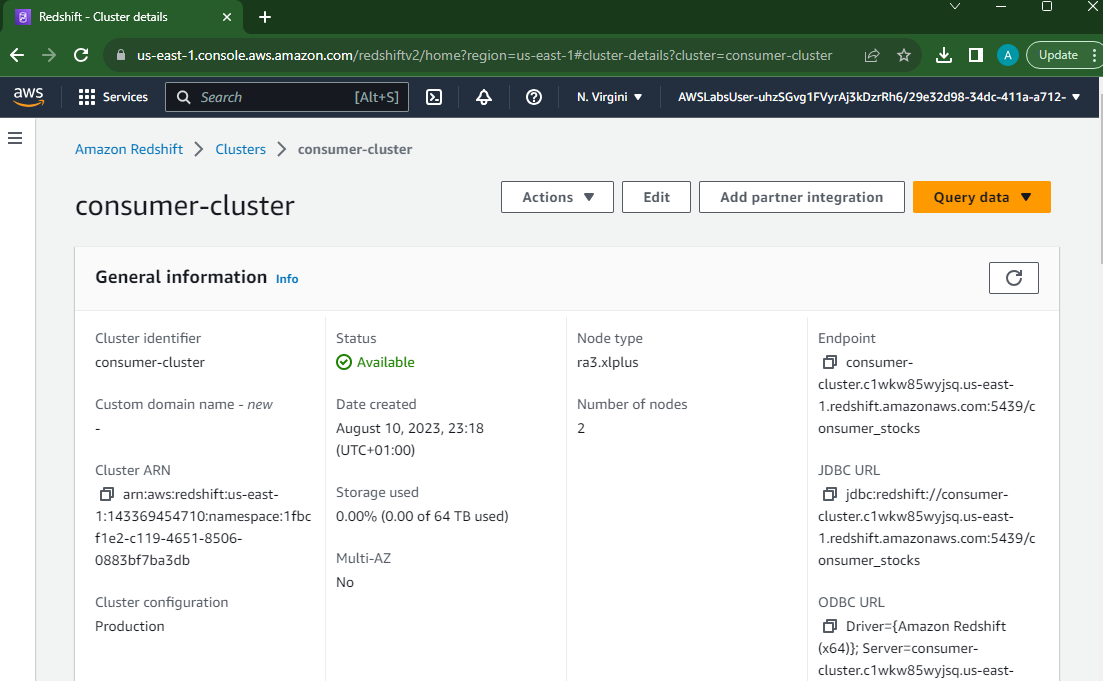 Redshift - Cluster details
us-east-1.console.aws.amazon.com/redshiftv2/home?region=us-east-1#cluster-details?cluster=consumer-cluster
A
Update
aws
Services
Search
[Alt+S]
N. Virgini
AWSLabsUser-uhzSGvg1FVyrAj3kDzrRh6/29e32d98-34dc-411a-a712-
Amazon Redshift
Clusters
consumer-cluster
consumer-cluster
Actions
Edit
Add partner integration
Query data
General information Info
Cluster identifier
consumer-cluster
Custom domain name - new
-
Cluster ARN
arn:aws:redshift:us-east-
1:143369454710:namespace:1fbc
f1e2-c119-4651-8506-
0883bf7ba3db
Cluster configuration
Production
Status
Available
Date created
August 10, 2023, 23:18
(UTC+01:00)
Storage used
0.00% (0.00 of 64 TB used)
Multi-AZ
No
Node type
ra3.xlplus
Number of nodes
2
Endpoint
consumer-
cluster.c1wkw85wyjsq.us-east-
1.redshift.amazonaws.com:5439/c
onsumer_stocks
JDBC URL
jdbc:redshift://consumer-
cluster.c1wkw85wyjsq.us-east-
1.redshift.amazonaws.com:5439/c
onsumer_stocks
ODBC URL
Driver={Amazon Redshift
(x64)}; Server=consumer-
cluster.c1wkw85wyjsq.us-east-